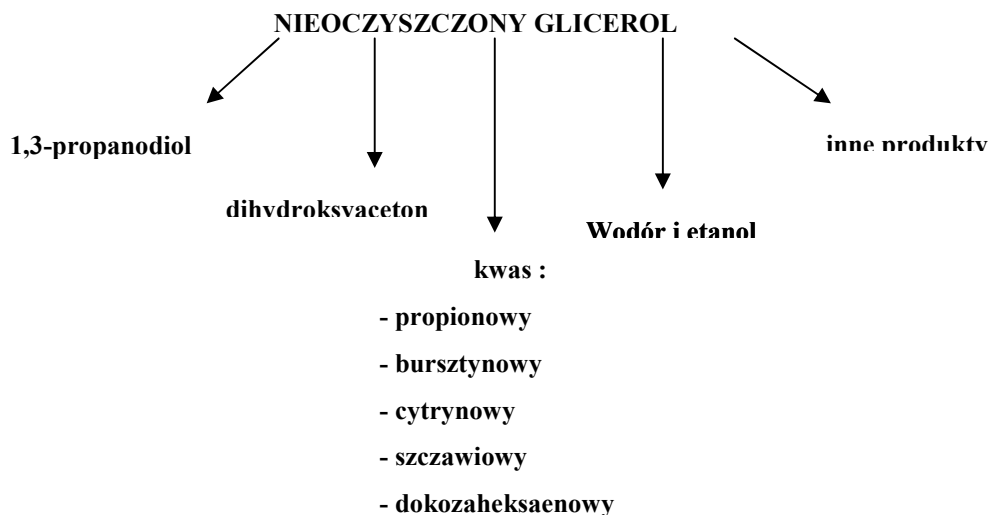 NIEOCZYSZCZONY GLICEROL
1,3-propanodiol
inne produkty
dihydroksyaceton
Wodór i etanol
kwas :
- propionowy
- bursztynowy
- cytrynowy
- szczawiowy
- dokozaheksaenowy